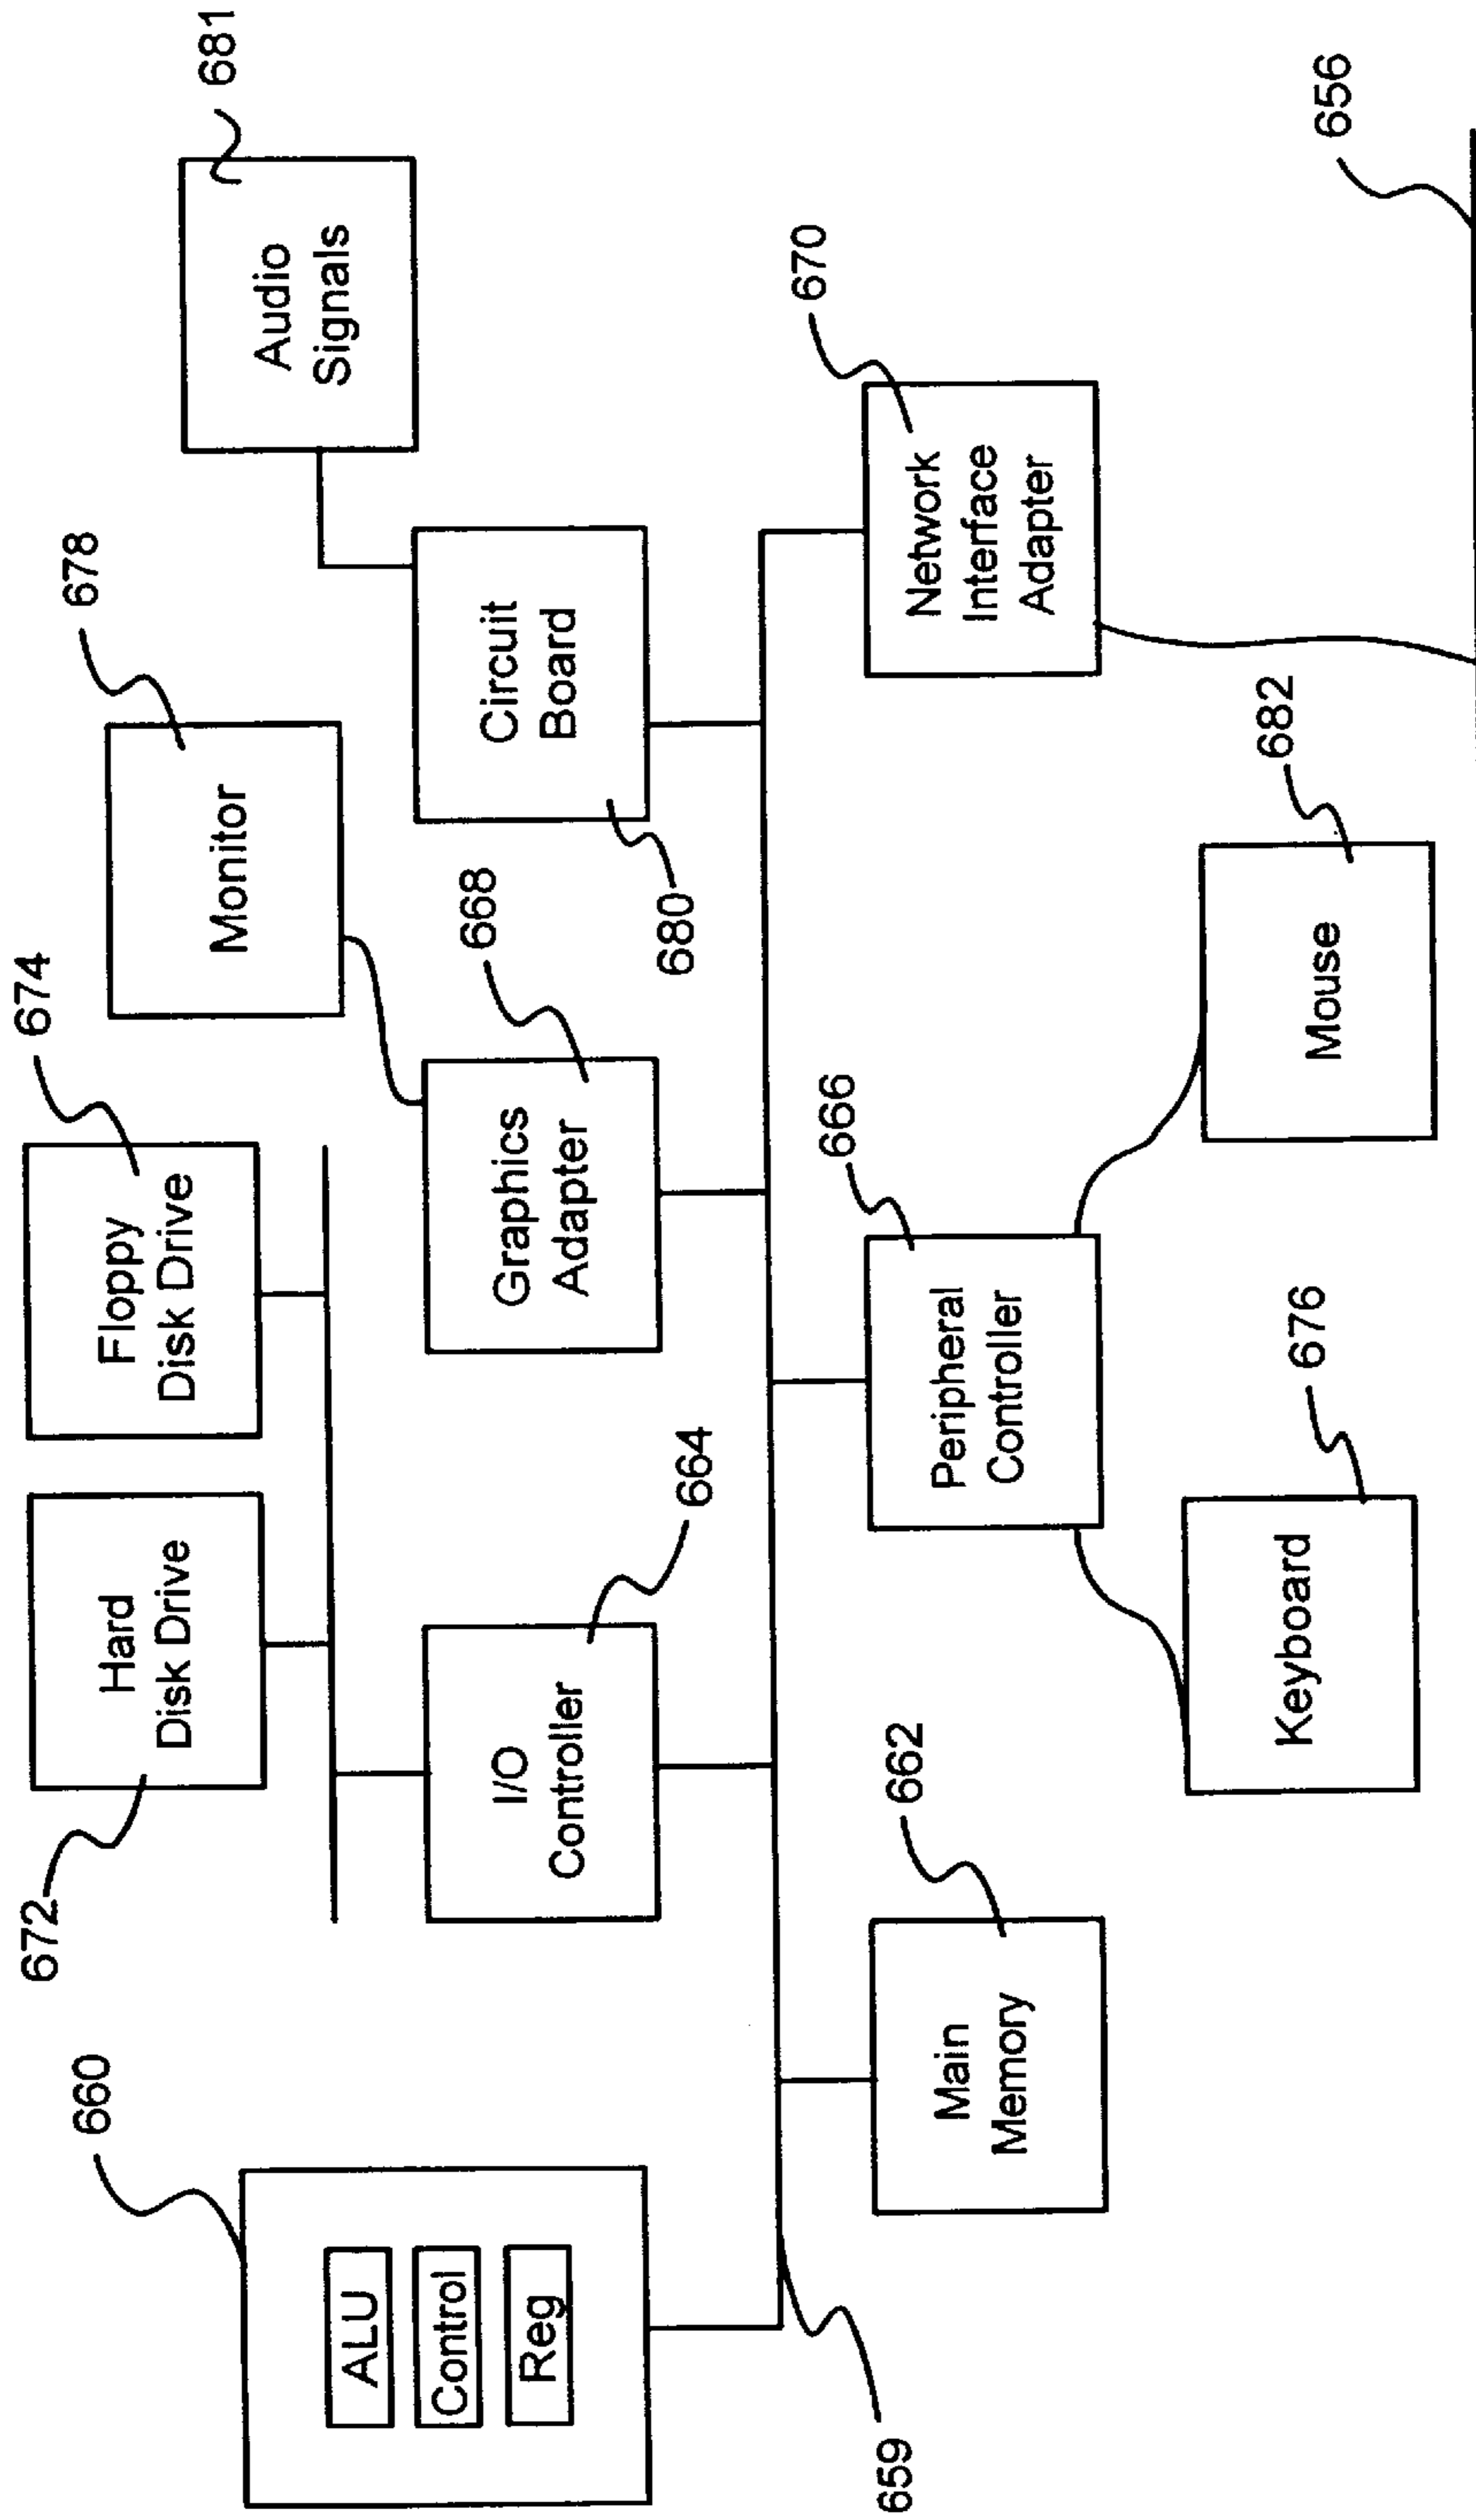 672
674
678
681
Hard
Disk Drive
Floppy
Disk Drive
Monitor
Audio
Signals
660
668
ALU
Control
Reg
I/O
Controller
Graphics
Adapter
Circuit
Board
664
680
659
662
666
670
Main
Memory
Peripheral
Controller
Network
Interface
Adapter
676
682
656
Keyboard
Mouse